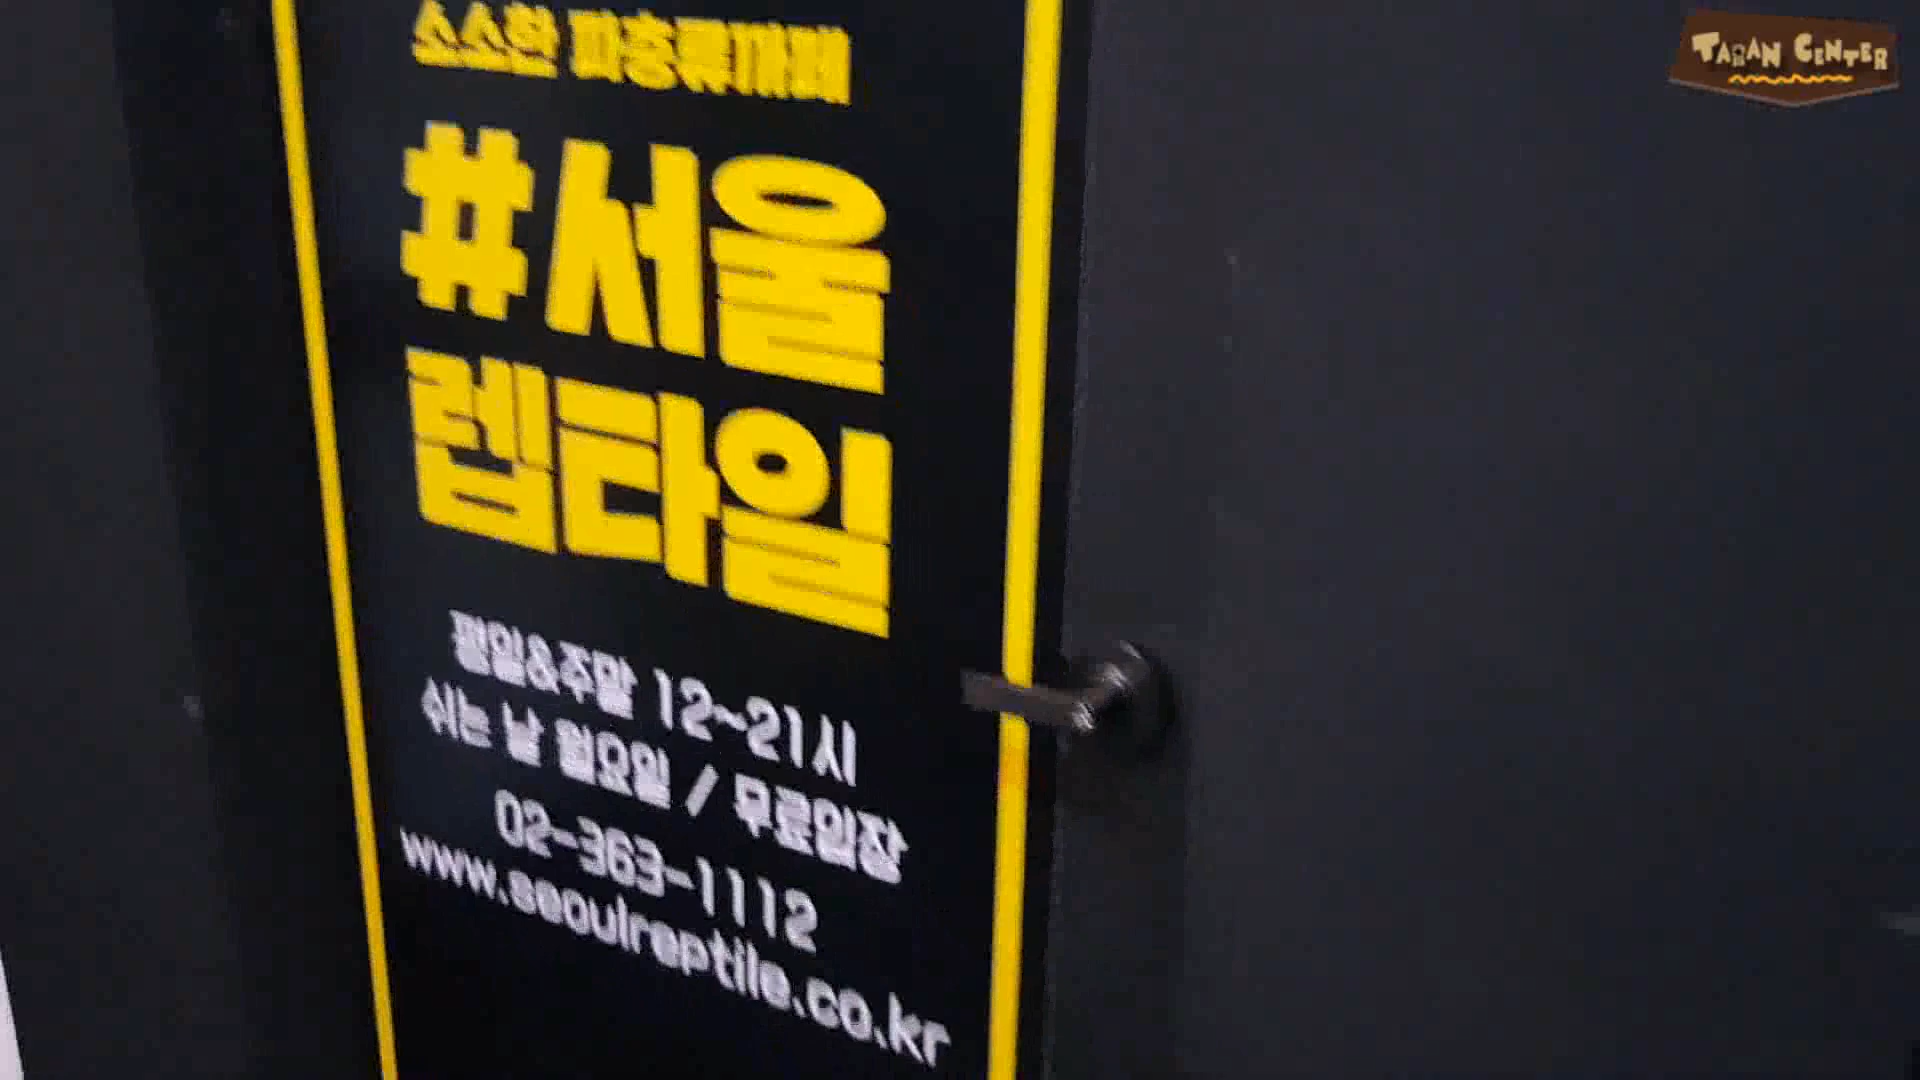 소소한 파충류카페
#서울
렙타일
평일&주말 12~21시
쉬는 날 월요일 / 무료입장
02-363-1112
www.seoulreptile.co.kr
TARAN CENTER